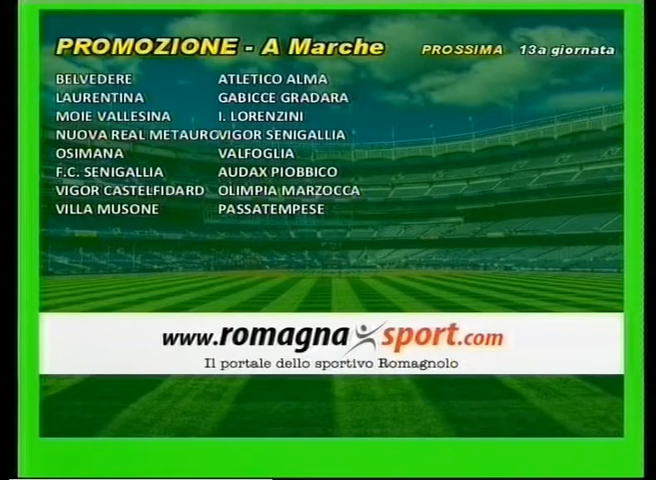 PROMOZIONE - A Marche PROSSIMA 13a giornata
BELVEDERE ATLETICO ALMA
LAURENTINA GABICCE GRADARA
MOIE VALLESINA I. LORENZINI
NUOVA REAL METAURO VIGOR SENIGALLIA
OSIMANA VALFOGLIA
F.C. SENIGALLIA AUDAX PIOBBICO
VIGOR CASTELFIDARD OLIMPIA MARZOCCA
VILLA MUSONE PASSATEMPESE
www.romagnasport.com
Il portale dello sportivo Romagnolo